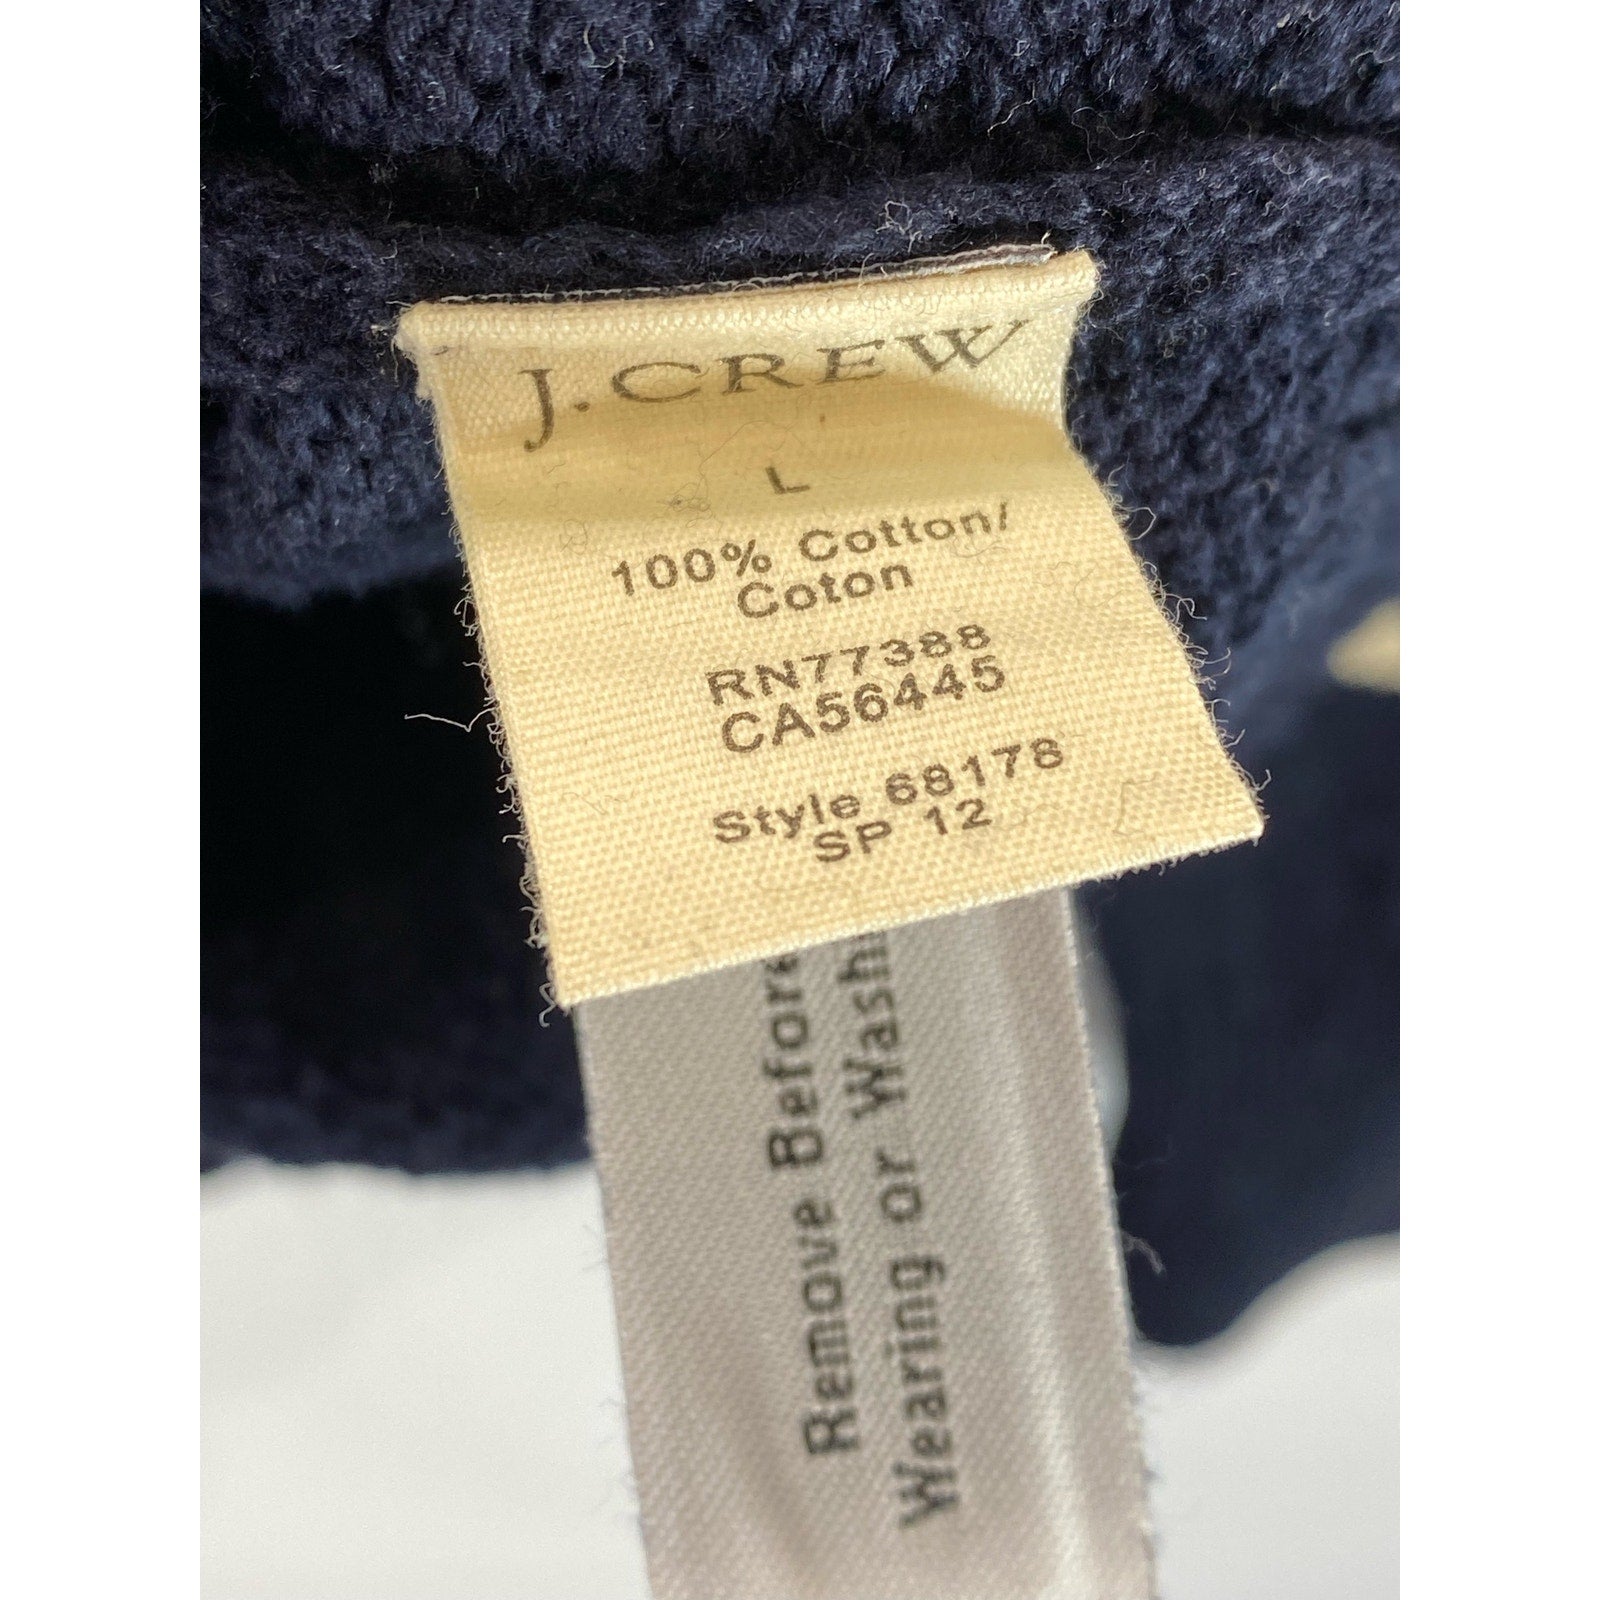 J.CREW
L
100% Cotton/
Coton
RN77388
CA56445
Style 68178
SP 12
Remove Before
Wearing or Washi